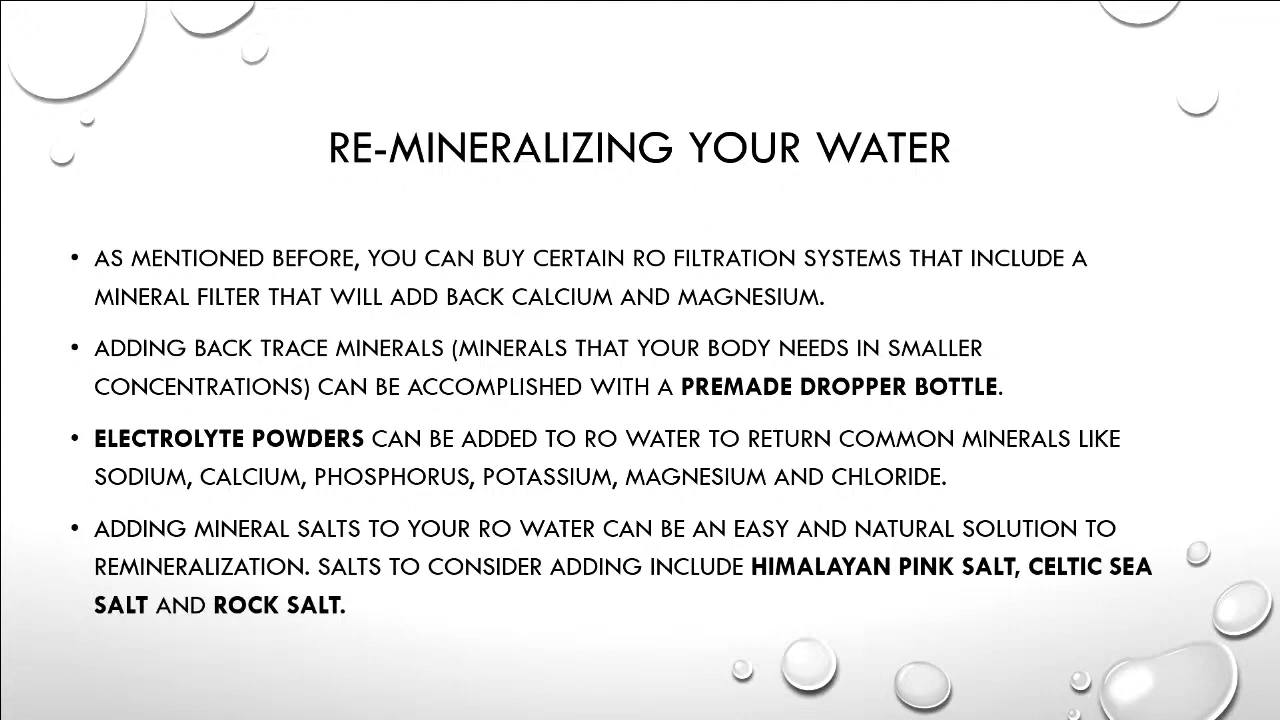 RE-MINERALIZING YOUR WATER
• AS MENTIONED BEFORE, YOU CAN BUY CERTAIN RO FILTRATION SYSTEMS THAT INCLUDE A
MINERAL FILTER THAT WILL ADD BACK CALCIUM AND MAGNESIUM.
• ADDING BACK TRACE MINERALS (MINERALS THAT YOUR BODY NEEDS IN SMALLER
CONCENTRATIONS) CAN BE ACCOMPLISHED WITH A PREMADE DROPPER BOTTLE.
• ELECTROLYTE POWDERS CAN BE ADDED TO RO WATER TO RETURN COMMON MINERALS LIKE
SODIUM, CALCIUM, PHOSPHORUS, POTASSIUM, MAGNESIUM AND CHLORIDE.
• ADDING MINERAL SALTS TO YOUR RO WATER CAN BE AN EASY AND NATURAL SOLUTION TO
REMINERALIZATION. SALTS TO CONSIDER ADDING INCLUDE HIMALAYAN PINK SALT, CELTIC SEA
SALT AND ROCK SALT.